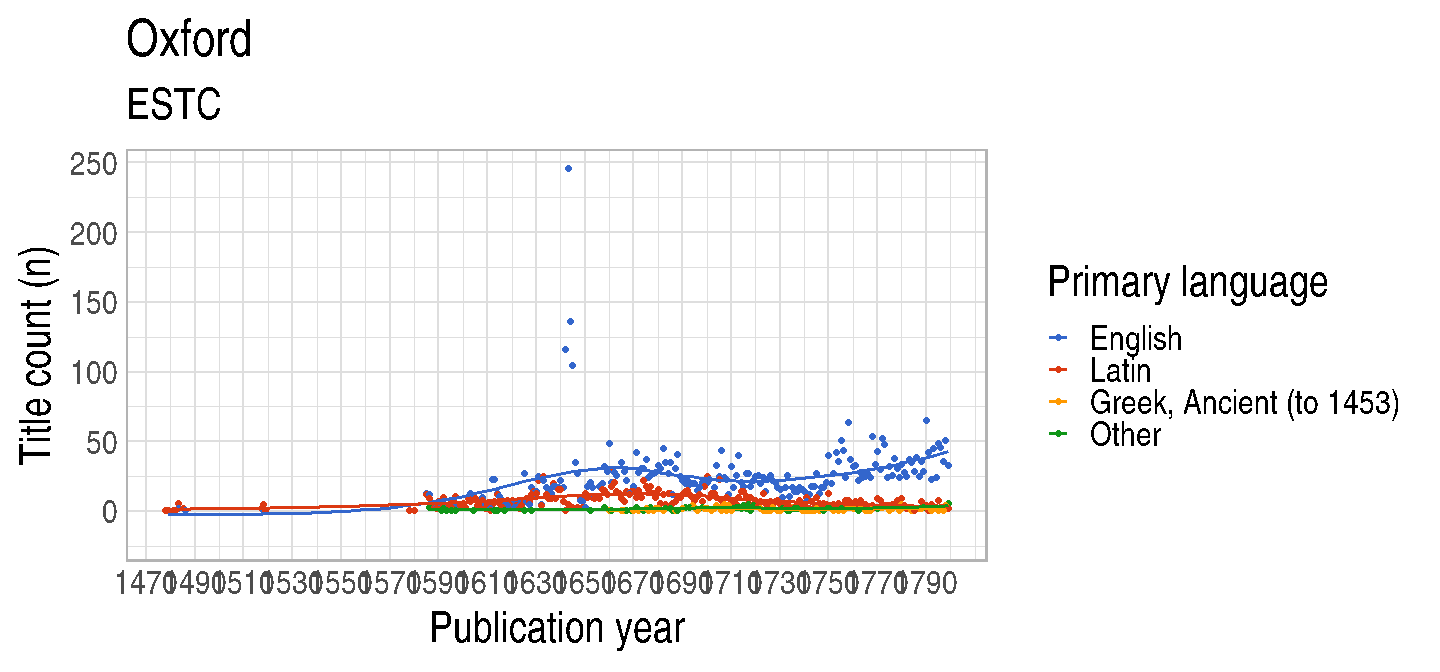 Oxford
ESTC
250
200
150
100
50
0
Title count (n)
1470 1490 1510 1530 1550 1570 1590 1610 1630 1650 1670 1690 1710 1730 1750 1770 1790
Publication year
Primary language
English
Latin
Greek, Ancient (to 1453)
Other